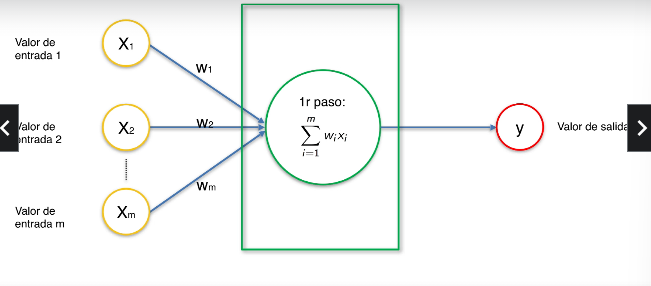 Valor de
entrada 1
X1
W1
1r paso:
m
∑ wixi
i=1
Valor de
entrada 2
X2
W2
y
Valor de salida
Wm
Valor de
entrada m
Xm